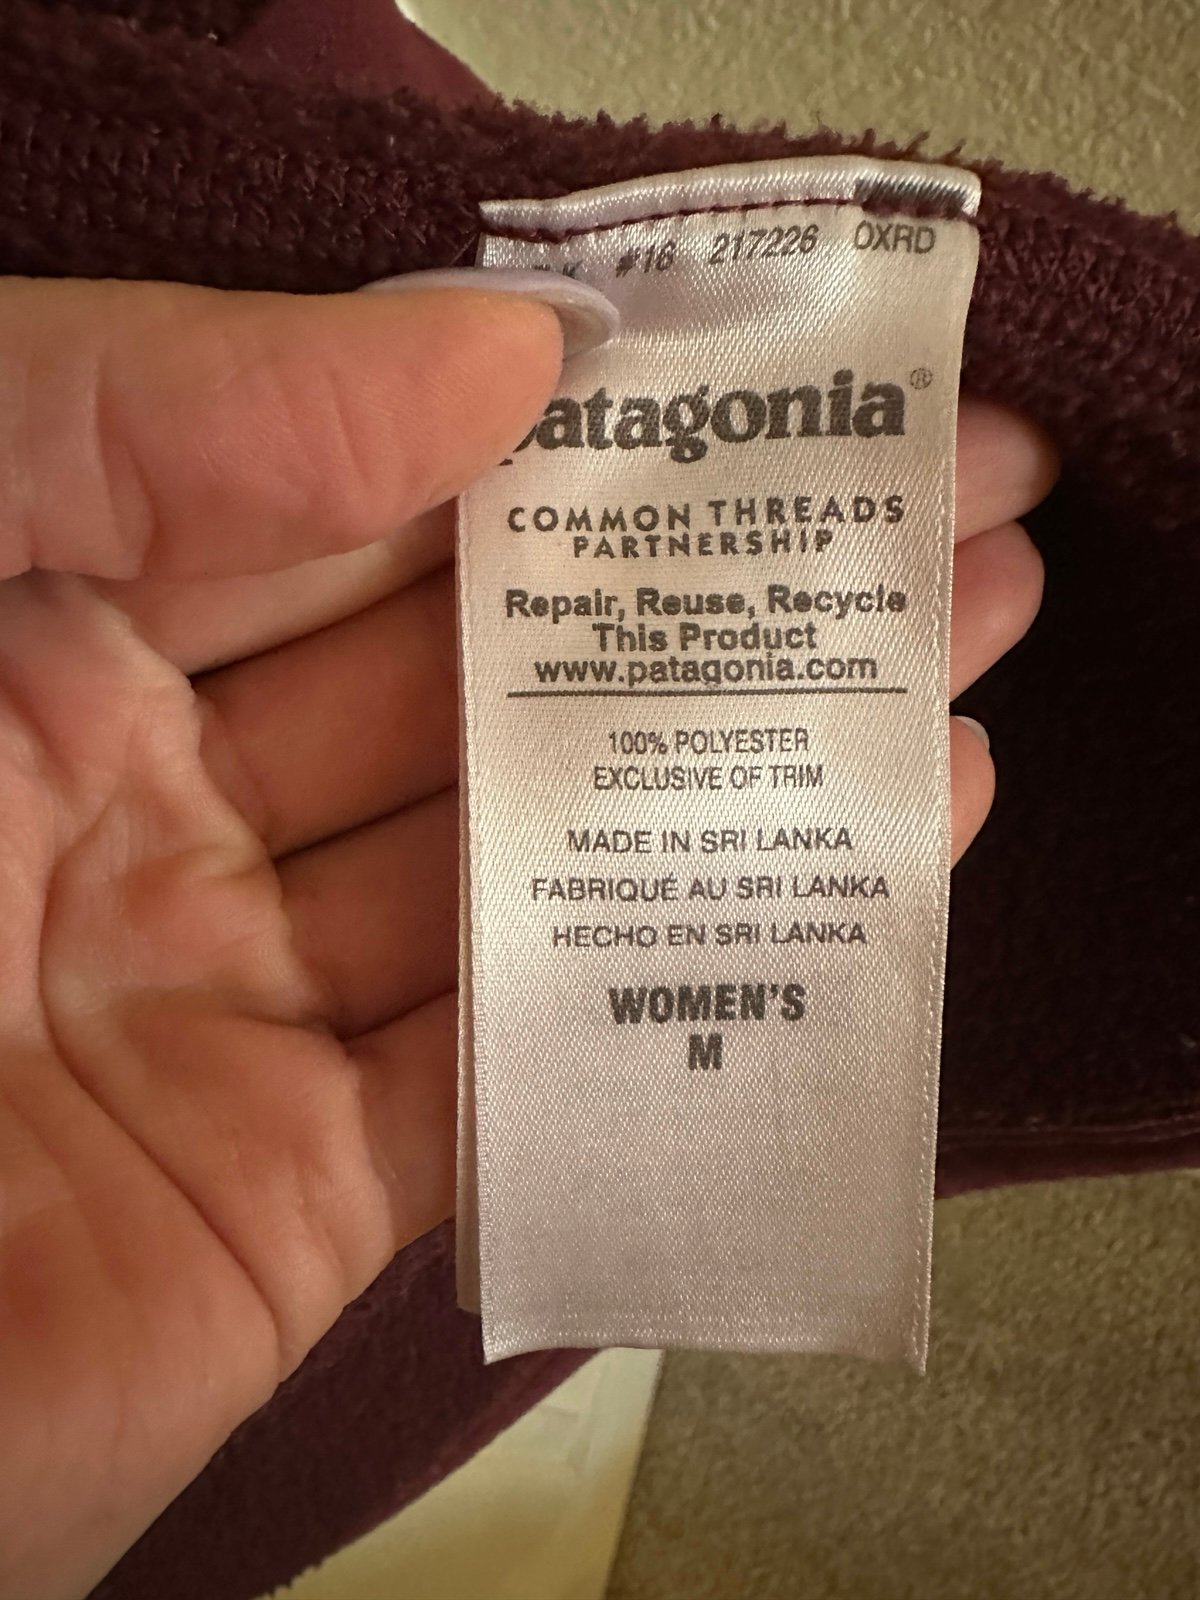 #16 217226 OXRD
patagonia®
COMMON THREADS
PARTNERSHIP
Repair, Reuse, Recycle
This Product
www.patagonia.com
100% POLYESTER
EXCLUSIVE OF TRIM
MADE IN SRI LANKA
FABRIQUÉ AU SRI LANKA
HECHO EN SRI LANKA
WOMEN'S
M